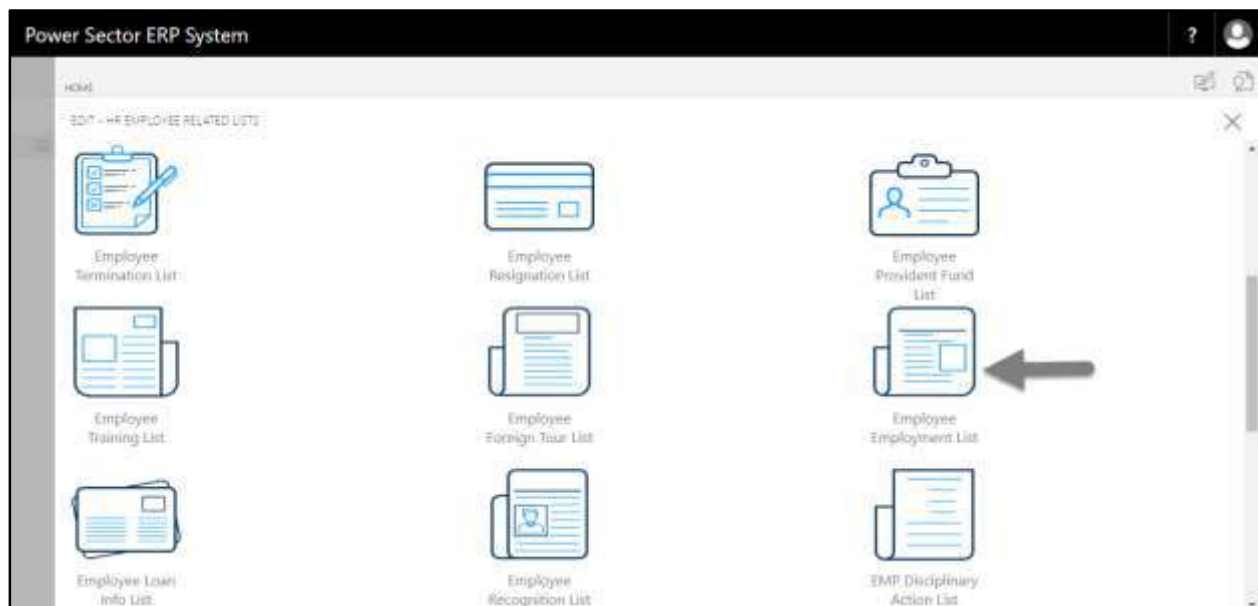 Power Sector ERP System
?
HOME
EDIT - HR EMPLOYEE RELATED LISTS
Employee
Termination List
Employee
Resignation List
Employee
Provident Fund
List
Employee
Training List
Employee
Foreign Tour List
Employee
Employment List
Employee Loan
Info List
Employee
Recognition List
EMP Disciplinary
Action List